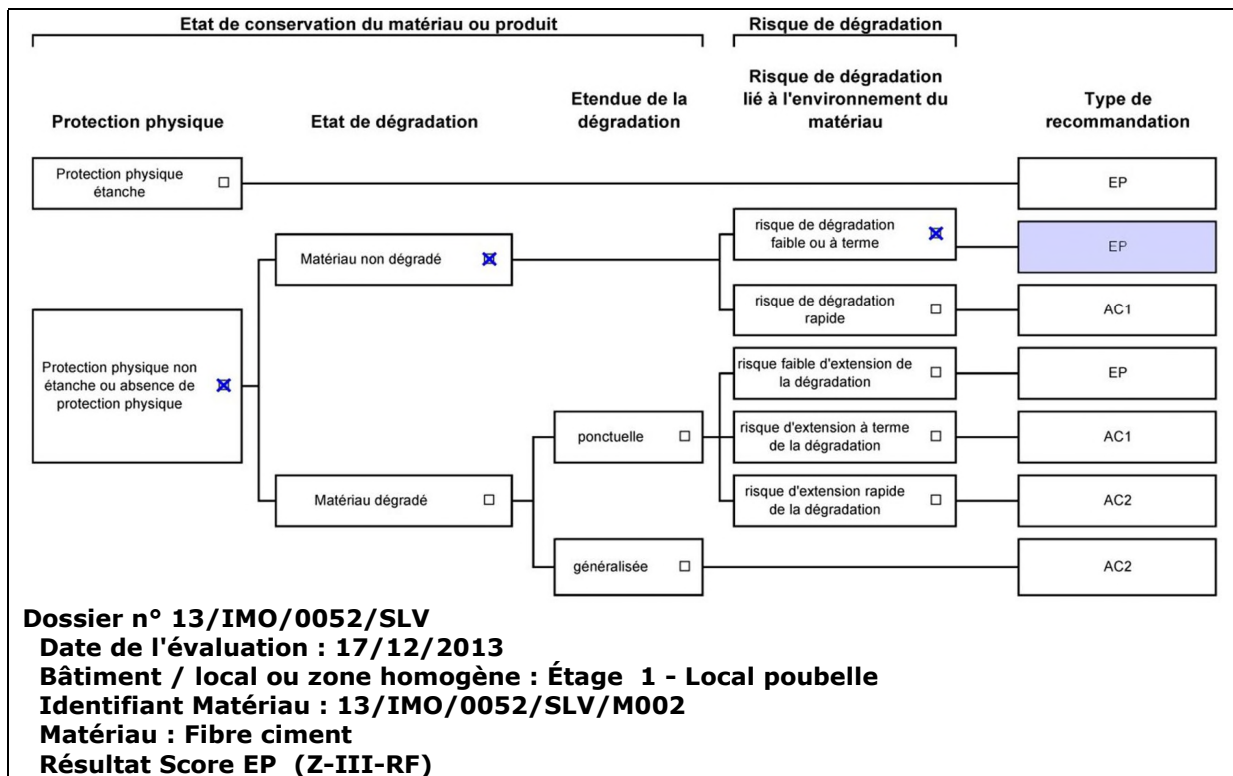 Etat de conservation du matériau ou produit
Risque de dégradation
Protection physique
Etat de dégradation
Etendue de la
dégradation
Risque de dégradation
lié à l'environnement du
matériau
Type de
recommandation
Protection physique
étanche
EP
risque de dégradation
faible ou à terme
EP
Matériau non dégradé
risque de dégradation
rapide
AC1
Protection physique non
étanche ou absence de
protection physique
risque faible d'extension de
la dégradation
EP
ponctuelle
risque d'extension à terme
de la dégradation
AC1
Matériau dégradé
risque d'extension rapide
de la dégradation
AC2
généralisée
AC2
Dossier n° 13/IMO/0052/SLV
Date de l'évaluation : 17/12/2013
Bâtiment / local ou zone homogène : Étage 1 - Local poubelle
Identifiant Matériau : 13/IMO/0052/SLV/M002
Matériau : Fibre ciment
Résultat Score EP (Z-III-RF)